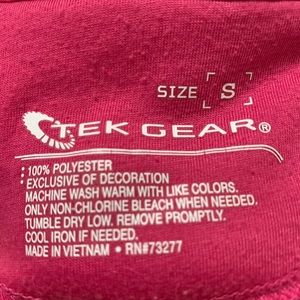 SIZE S
TEK GEAR®
100% POLYESTER
EXCLUSIVE OF DECORATION
MACHINE WASH WARM WITH LIKE COLORS.
ONLY NON-CHLORINE BLEACH WHEN NEEDED.
TUMBLE DRY LOW. REMOVE PROMPTLY.
COOL IRON IF NEEDED.
MADE IN VIETNAM • RN#73277